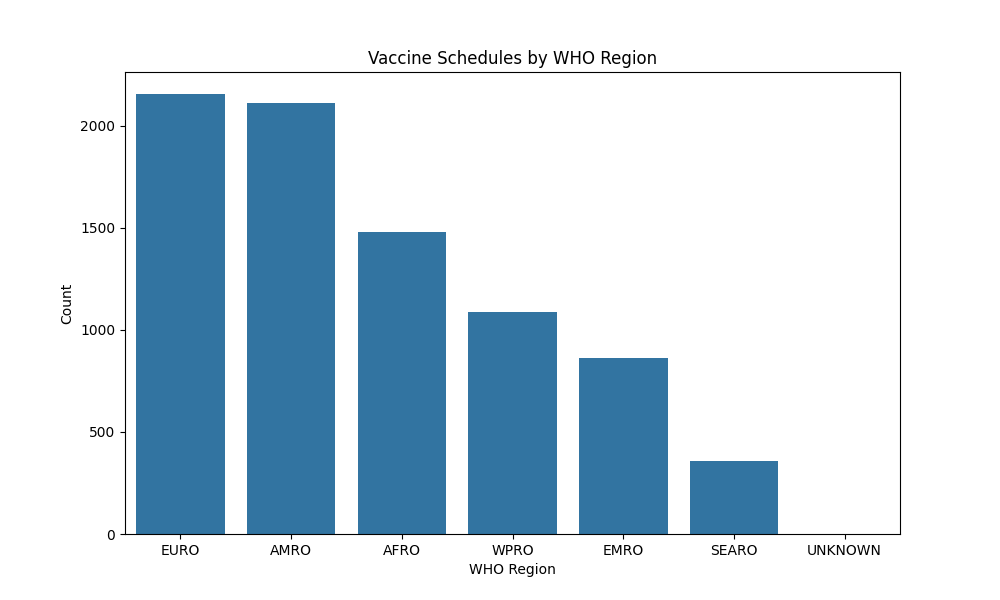 Vaccine Schedules by WHO Region
2000
1500
1000
500
0
Count
EURO AMRO AFRO WPRO EMRO SEARO UNKNOWN
WHO Region